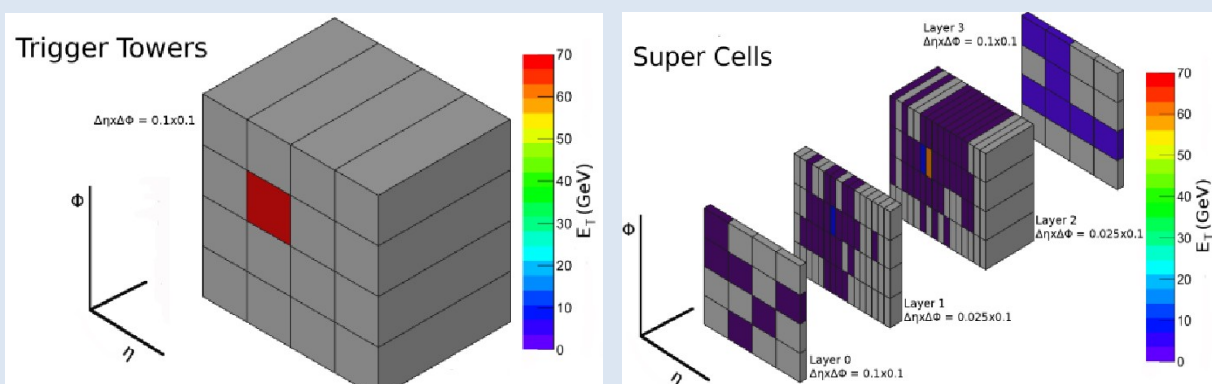 Trigger Towers
ΔηxΔΦ = 0.1x0.1
Φ
η
70
60
50
40
30
20
10
0
E_T (GeV)
Super Cells
Layer 3
ΔηxΔΦ = 0.1x0.1
Layer 2
ΔηxΔΦ = 0.025x0.1
Layer 1
ΔηxΔΦ = 0.025x0.1
Layer 0
ΔηxΔΦ = 0.1x0.1
Φ
η
70
60
50
40
30
20
10
0
E_T (GeV)